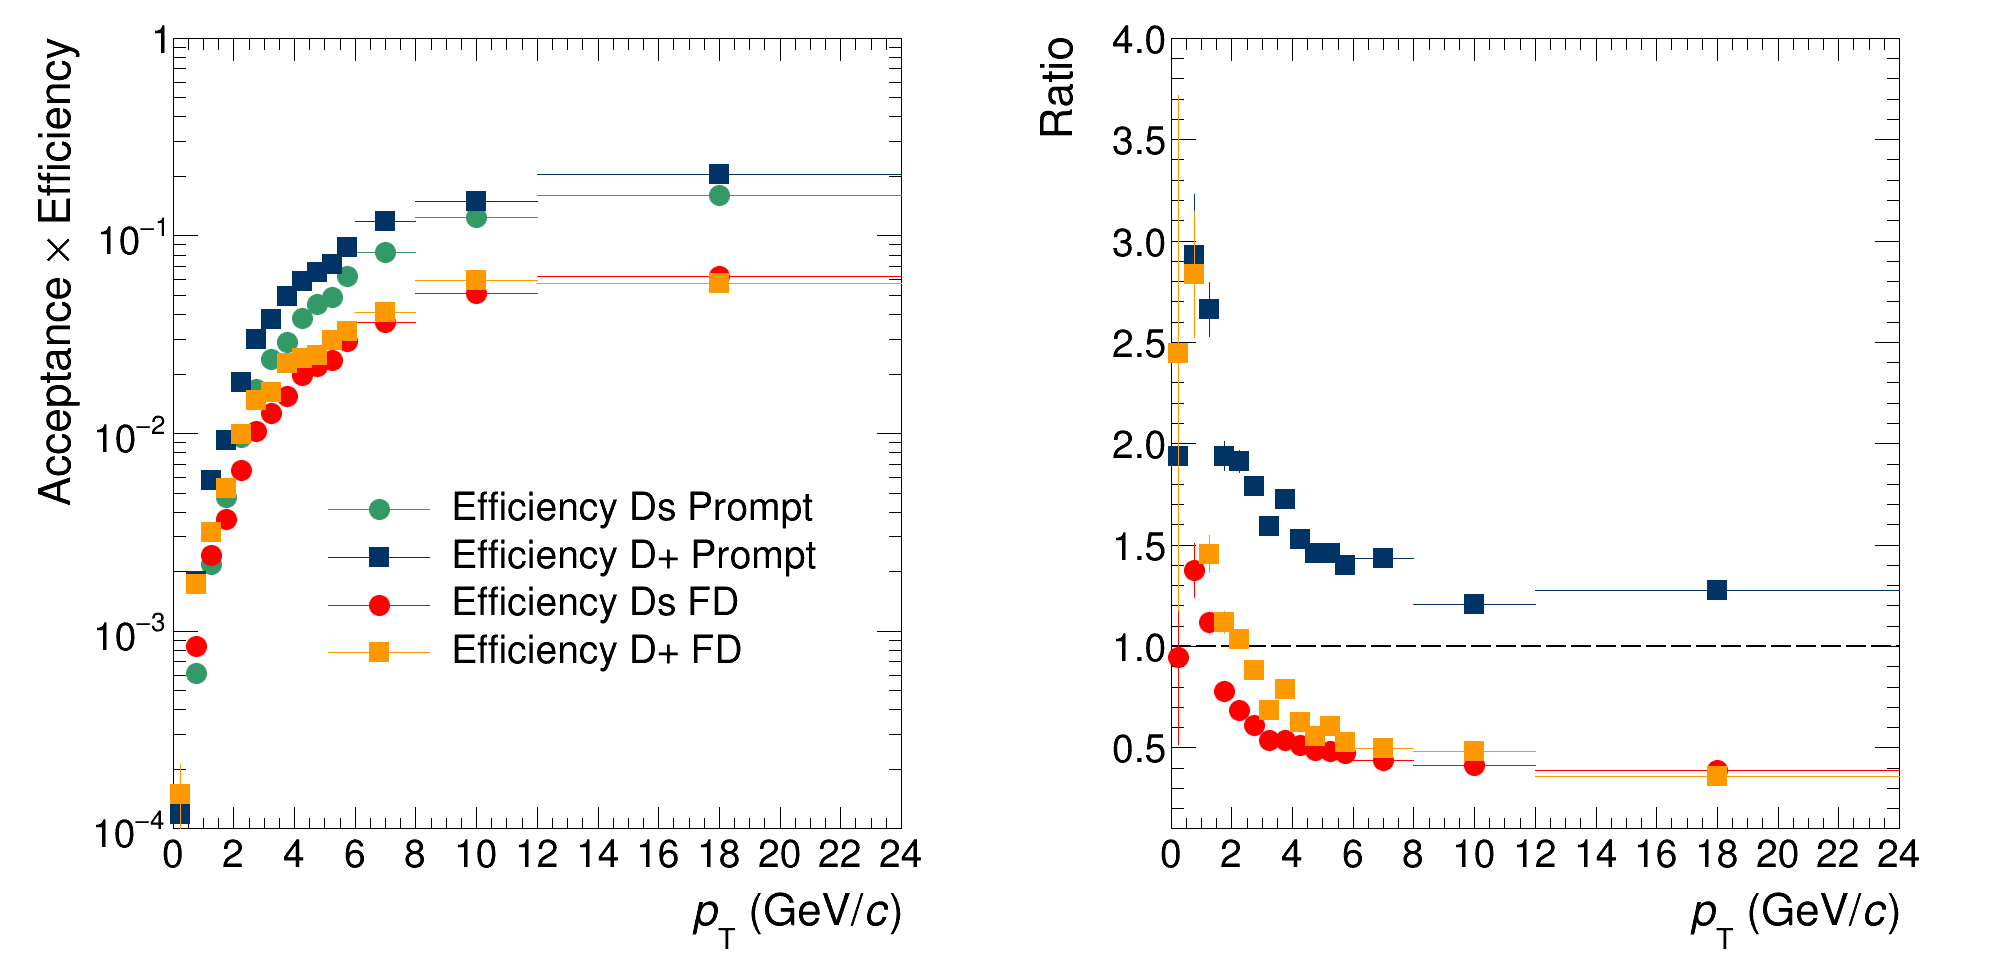 Acceptance × Efficiency
1
10⁻¹
10⁻²
10⁻³
10⁻⁴
Efficiency Ds Prompt
Efficiency D+ Prompt
Efficiency Ds FD
Efficiency D+ FD
0 2 4 6 8 10 12 14 16 18 20 22 24
p_T (GeV/c)
Ratio
4.0
3.5
3.0
2.5
2.0
1.5
1.0
0.5
0 2 4 6 8 10 12 14 16 18 20 22 24
p_T (GeV/c)